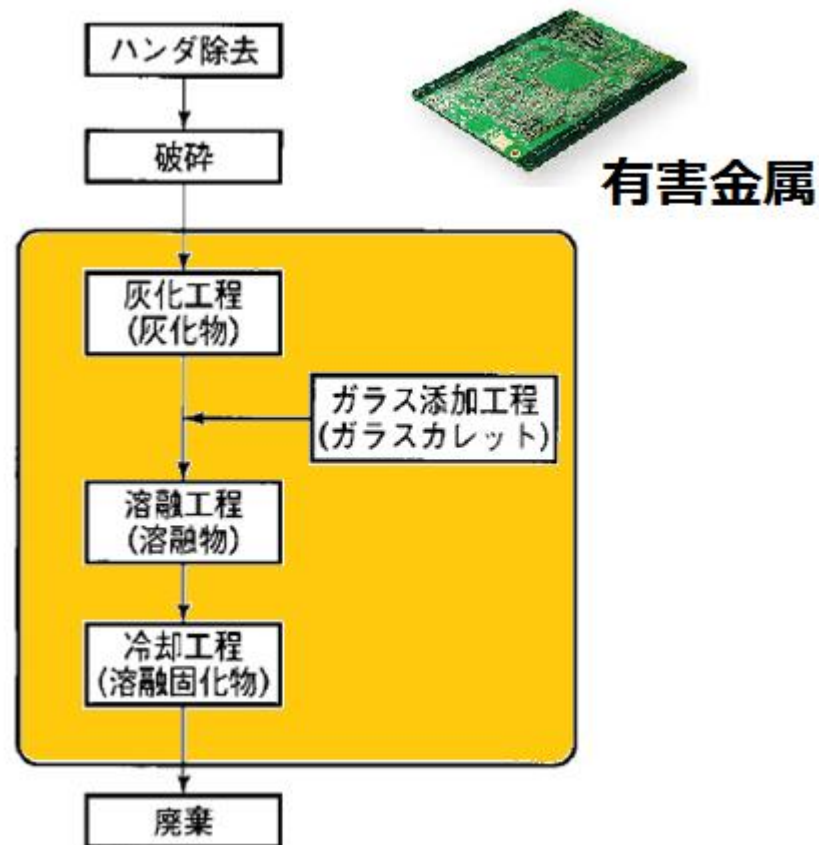 ハンダ除去
有害金属
破砕
灰化工程
(灰化物)
ガラス添加工程
(ガラスカレット)
溶融工程
(溶融物)
冷却工程
(溶融固化物)
廃棄